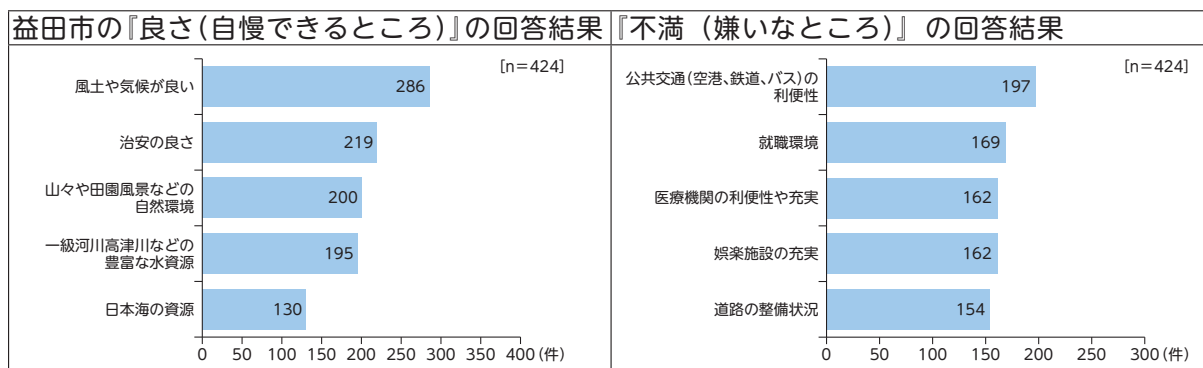 益田市の『良さ(自慢できるところ)』の回答結果
[n=424]
風土や気候が良い
286
治安の良さ
219
山々や田園風景などの
自然環境
200
一級河川高津川などの
豊富な水資源
195
日本海の資源
130
0 50 100 150 200 250 300 350 400(件)
『不満(嫌いなところ)』の回答結果
[n=424]
公共交通(空港、鉄道、バス)の
利便性
197
就職環境
169
医療機関の利便性や充実
162
娯楽施設の充実
162
道路の整備状況
154
0 50 100 150 200 250 300(件)